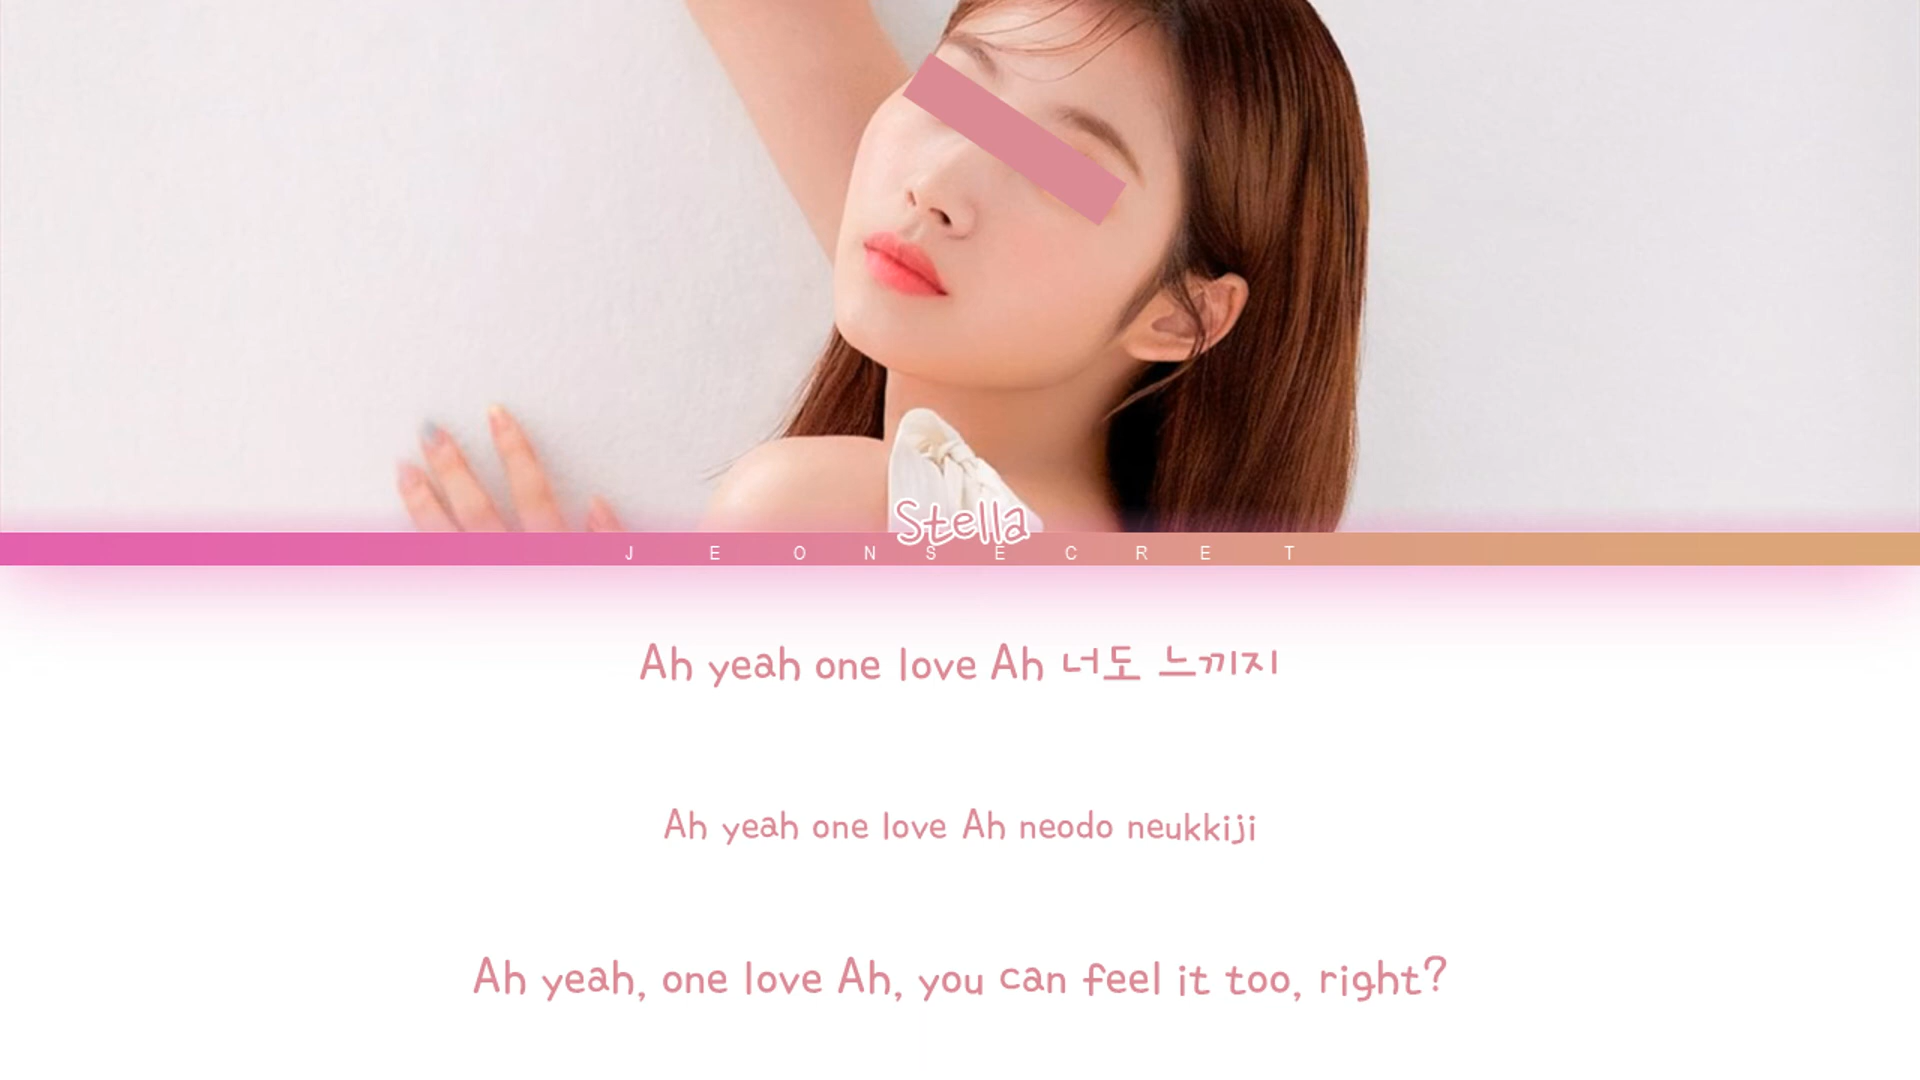 Stella
JEONSECRET
Ah yeah one love Ah 너도 느끼지
Ah yeah one love Ah neodo neukkiji
Ah yeah, one love Ah, you can feel it too, right?